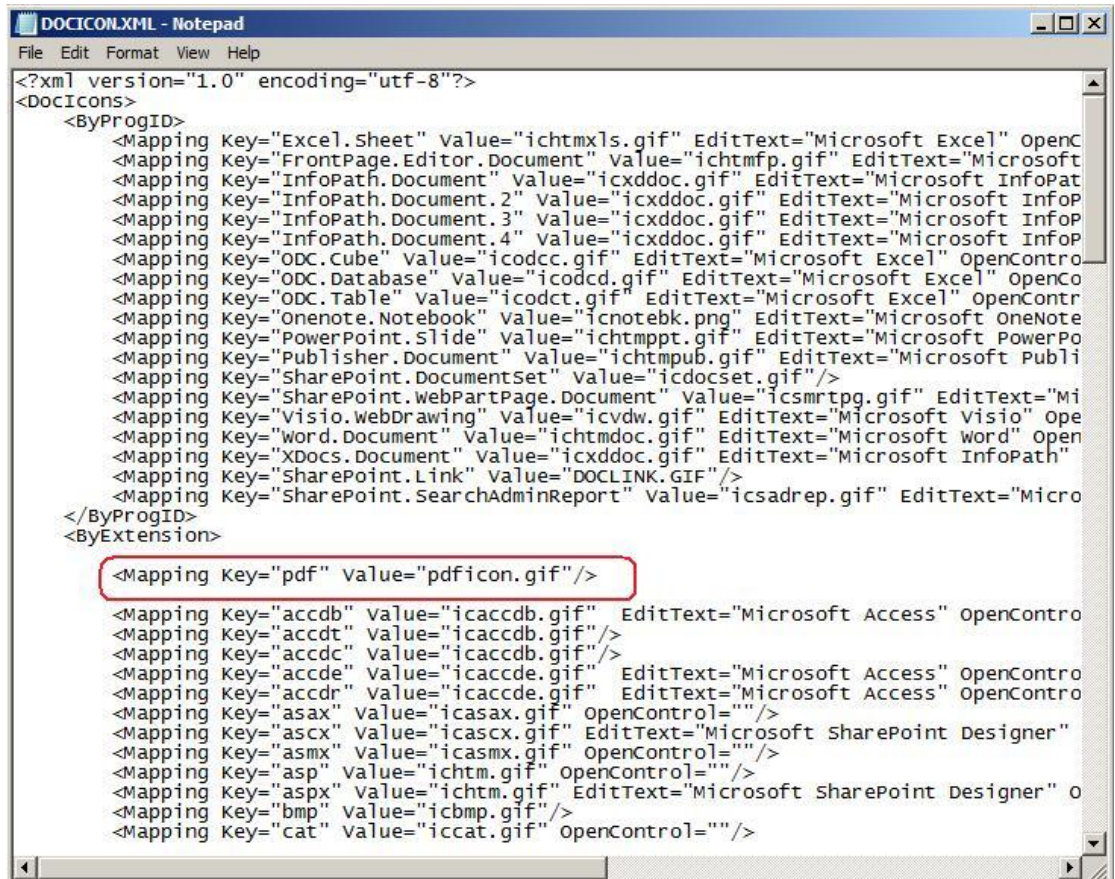 DOCICON.XML - Notepad
File Edit Format View Help
<?xml version="1.0" encoding="utf-8"?>
<DocIcons>
<ByProgID>
<Mapping Key="Excel.Sheet" Value="ichtmxls.gif" EditText="Microsoft Excel" OpenC
<Mapping Key="FrontPage.Editor.Document" Value="ichtmfp.gif" EditText="Microsoft
<Mapping Key="InfoPath.Document" Value="icxddoc.gif" EditText="Microsoft InfoPat
<Mapping Key="InfoPath.Document.2" Value="icxddoc.gif" EditText="Microsoft InfoP
<Mapping Key="InfoPath.Document.3" Value="icxddoc.gif" EditText="Microsoft InfoP
<Mapping Key="InfoPath.Document.4" Value="icxddoc.gif" EditText="Microsoft InfoP
<Mapping Key="ODC.Cube" Value="icodcc.gif" EditText="Microsoft Excel" OpenContro
<Mapping Key="ODC.Database" Value="icodcd.gif" EditText="Microsoft Excel" OpenCo
<Mapping Key="ODC.Table" Value="icodct.gif" EditText="Microsoft Excel" OpenContr
<Mapping Key="Onenote.Notebook" Value="icnotebk.png" EditText="Microsoft OneNote
<Mapping Key="PowerPoint.Slide" Value="ichtmppt.gif" EditText="Microsoft PowerPo
<Mapping Key="Publisher.Document" Value="ichtmpub.gif" EditText="Microsoft Publi
<Mapping Key="SharePoint.DocumentSet" Value="icdocset.gif"/>
<Mapping Key="SharePoint.WebPartPage.Document" Value="icsmrtpg.gif" EditText="Mi
<Mapping Key="Visio.WebDrawing" Value="icvdw.gif" EditText="Microsoft Visio" Ope
<Mapping Key="Word.Document" Value="ichtmdoc.gif" EditText="Microsoft Word" Open
<Mapping Key="XDocs.Document" Value="icxddoc.gif" EditText="Microsoft InfoPath"
<Mapping Key="SharePoint.Link" Value="DOCLINK.GIF"/>
<Mapping Key="SharePoint.SearchAdminReport" Value="icsadrep.gif" EditText="Micro
</ByProgID>
<ByExtension>
<Mapping Key="pdf" Value="pdficon.gif"/>
<Mapping Key="accdb" Value="icaccdb.gif"  EditText="Microsoft Access" OpenContro
<Mapping Key="accdt" Value="icaccdb.gif"/>
<Mapping Key="accdc" Value="icaccdb.gif"/>
<Mapping Key="accde" Value="icaccde.gif"  EditText="Microsoft Access" OpenContro
<Mapping Key="accdr" Value="icaccde.gif"  EditText="Microsoft Access" OpenContro
<Mapping Key="asax" Value="icasax.gif" OpenControl=""/>
<Mapping Key="ascx" Value="icascx.gif" EditText="Microsoft SharePoint Designer"
<Mapping Key="asmx" Value="icasmx.gif" OpenControl=""/>
<Mapping Key="asp" Value="ichtm.gif" OpenControl=""/>
<Mapping Key="aspx" Value="ichtm.gif" EditText="Microsoft SharePoint Designer" O
<Mapping Key="bmp" Value="icbmp.gif"/>
<Mapping Key="cat" Value="iccat.gif" OpenControl=""/>